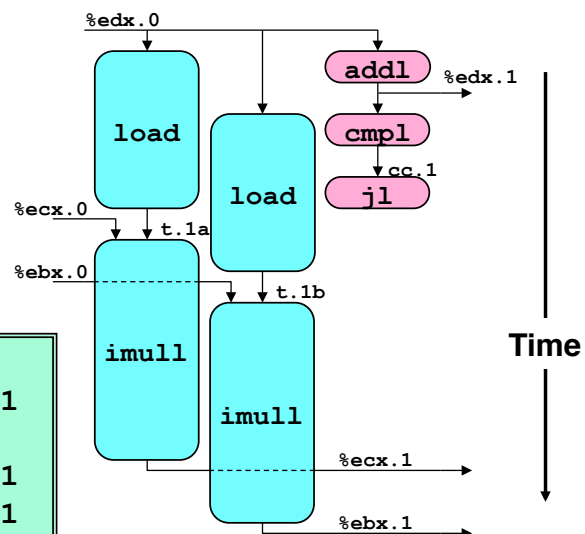 %edx.0
addl
%edx.1
load
cmpl
load
cc.1
jl
%ecx.0
t.1a
%ebx.0
t.1b
imull
Time
1
imull
1
%ecx.1
1
%ebx.1